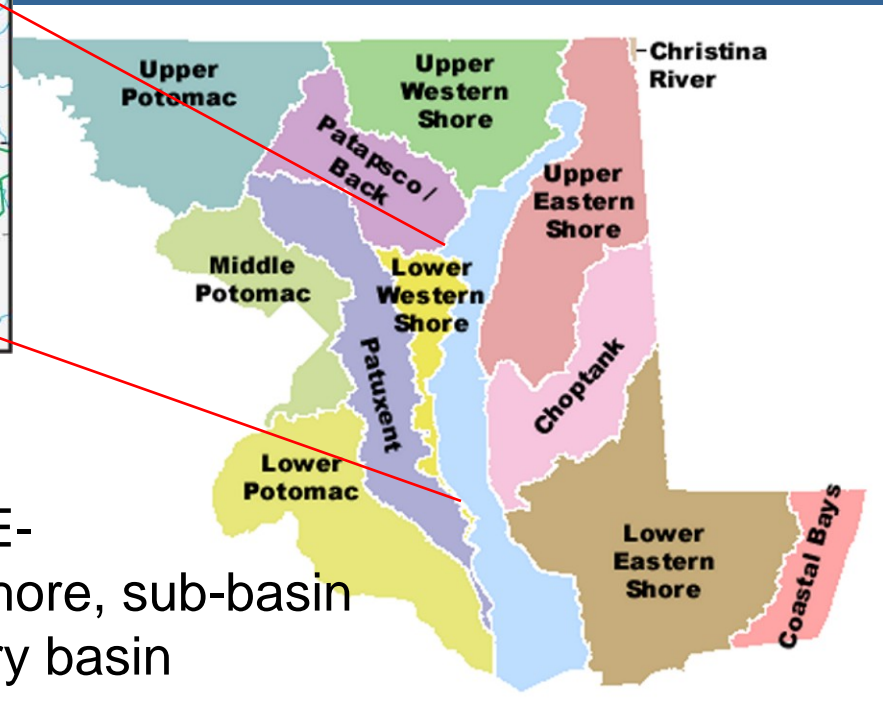 Upper
Potomac
Upper
Western
Shore
Christina
River
Patapsco /
Back
Upper
Eastern
Shore
Middle
Potomac
Lower
Western
Shore
Patuxent
Choptank
Lower
Potomac
Lower
Eastern
Shore
Coastal Bays
E-
hore, sub-basin
ry basin